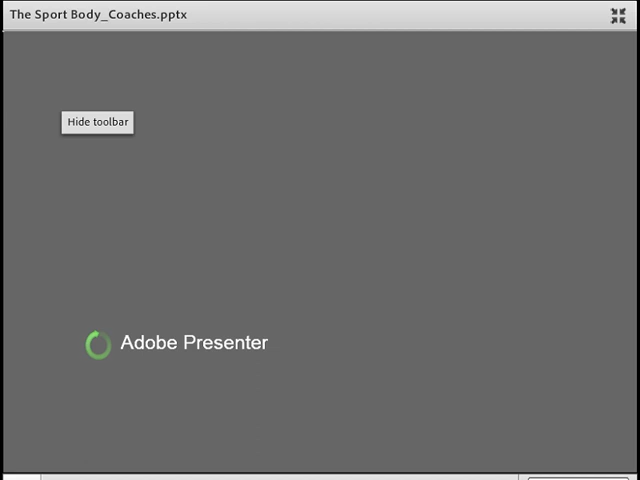 The Sport Body_Coaches.pptx
Hide toolbar
Adobe Presenter